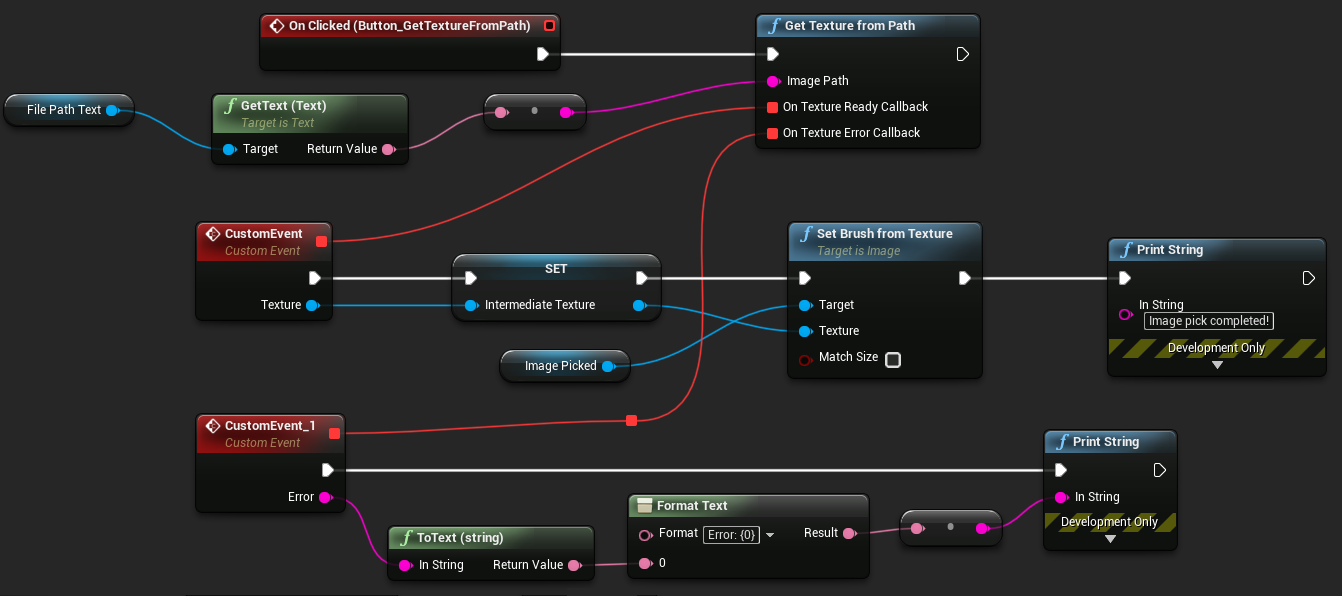 On Clicked (Button_GetTextureFromPath)
Get Texture from Path
Image Path
On Texture Ready Callback
On Texture Error Callback
File Path Text
GetText (Text)
Target is Text
Target
Return Value
CustomEvent
Custom Event
Texture
SET
Intermediate Texture
Image Picked
Set Brush from Texture
Target is Image
Target
Texture
Match Size
Print String
In String
Image pick completed!
Development Only
CustomEvent_1
Custom Event
Error
ToText (string)
In String
Return Value
Format Text
Format
Error: {0}
Result
0
Print String
In String
Development Only